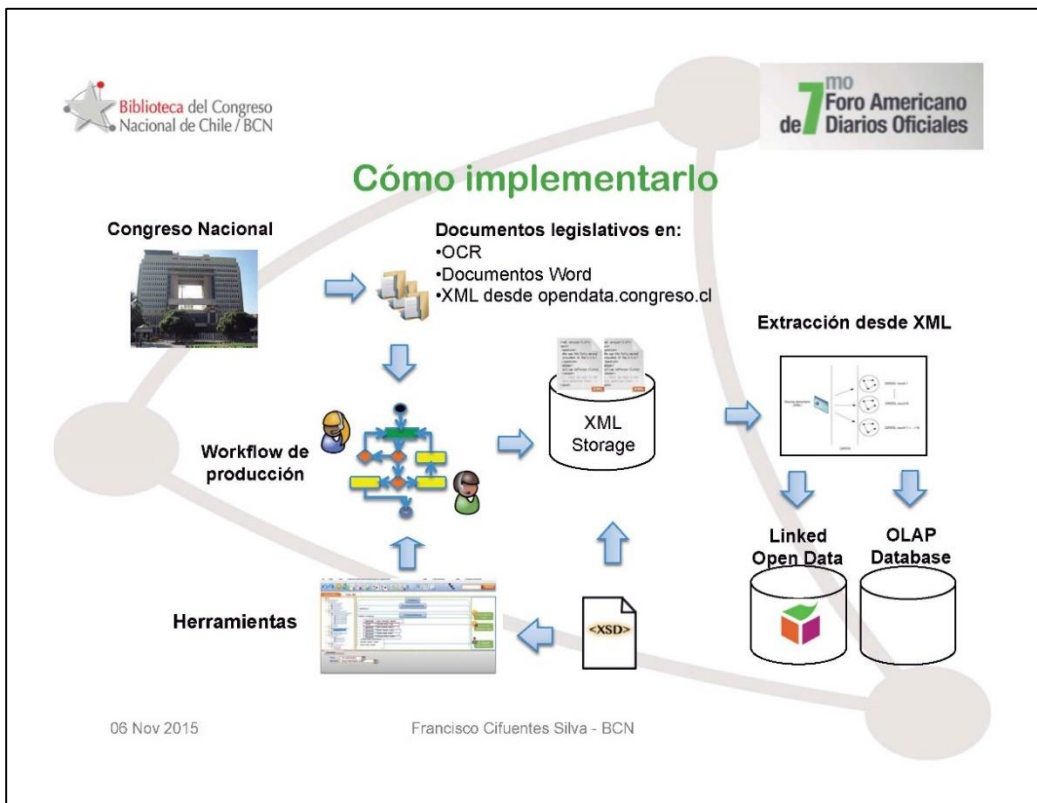 Biblioteca del Congreso
Nacional de Chile / BCN
7mo
Foro Americano
de Diarios Oficiales
Cómo implementarlo
Congreso Nacional
Documentos legislativos en:
•OCR
•Documentos Word
•XML desde opendata.congreso.cl
Extracción desde XML
XML
Storage
Workflow de
producción
Linked
Open Data
OLAP
Database
Herramientas
<XSD>
06 Nov 2015
Francisco Cifuentes Silva - BCN